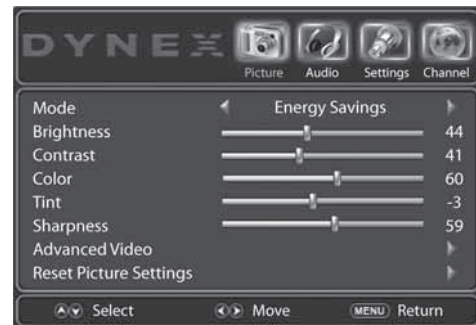 DYNEX
Picture Audio Settings Channel
Mode Energy Savings
Brightness 44
Contrast 41
Color 60
Tint -3
Sharpness 59
Advanced Video
Reset Picture Settings
Select Move MENU Return